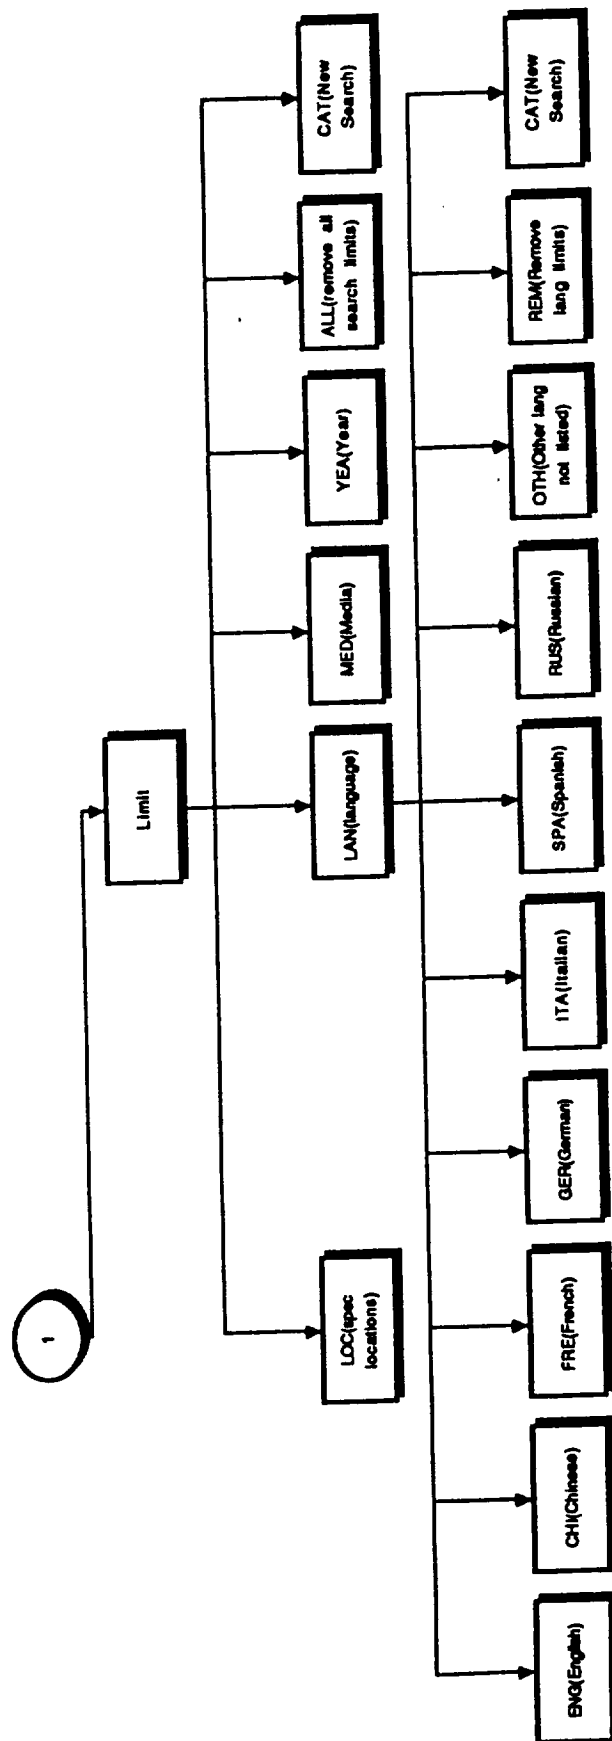 1
Limit
LOC(spec
locations)
LAN(language)
MED(Media)
YEA(Year)
ALL(remove all
search limits)
CAT(New
Search)
ENG(English)
CHI(Chinese)
FRE(French)
GER(German)
ITA(Italian)
SPA(Spanish)
RUS(Russian)
OTH(Other lang
not listed)
REM(Remove
lang limits)
CAT(New
Search)